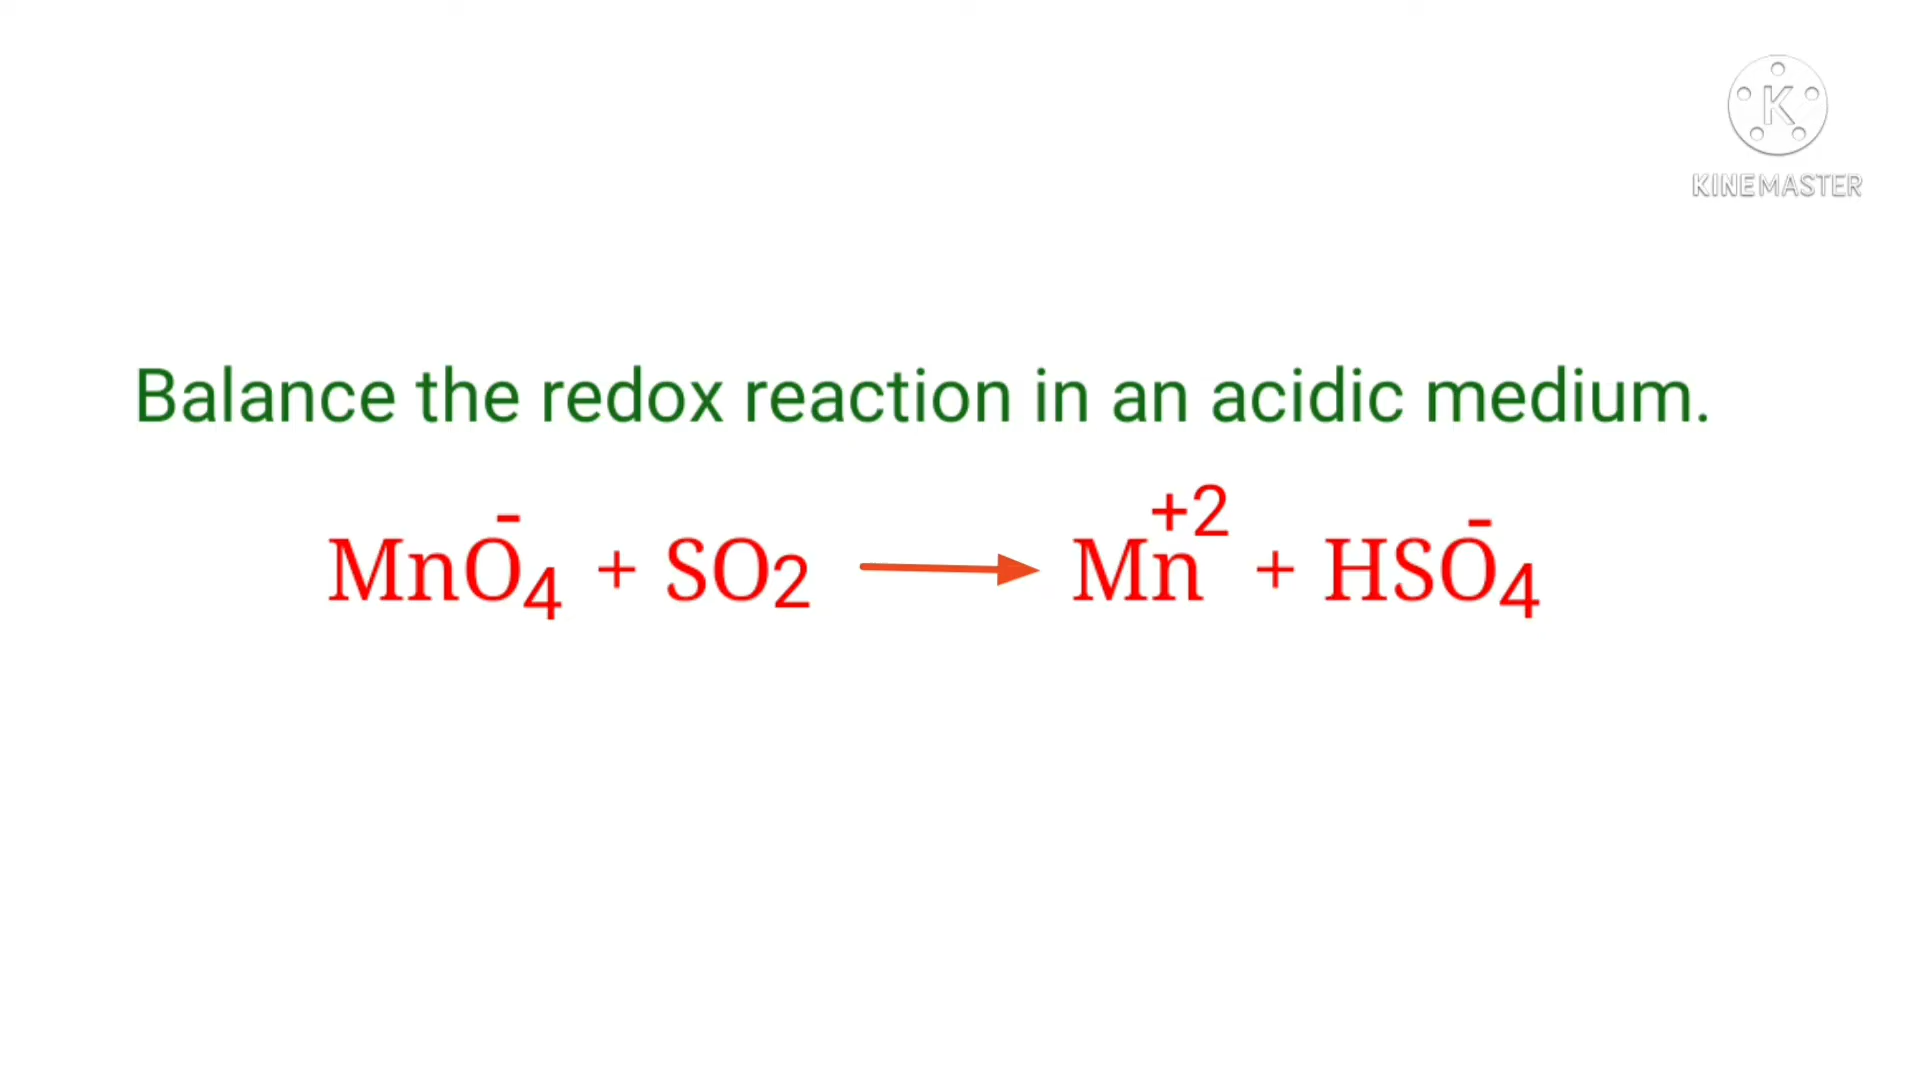 KINEMASTER
Balance the redox reaction in an acidic medium.
MnO₄⁻ + SO₂ → Mn⁺² + HSO₄⁻